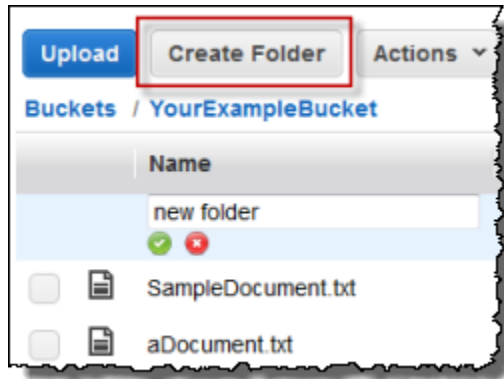 Upload Create Folder Actions
Buckets / YourExampleBucket
Name
new folder
SampleDocument.txt
aDocument.txt